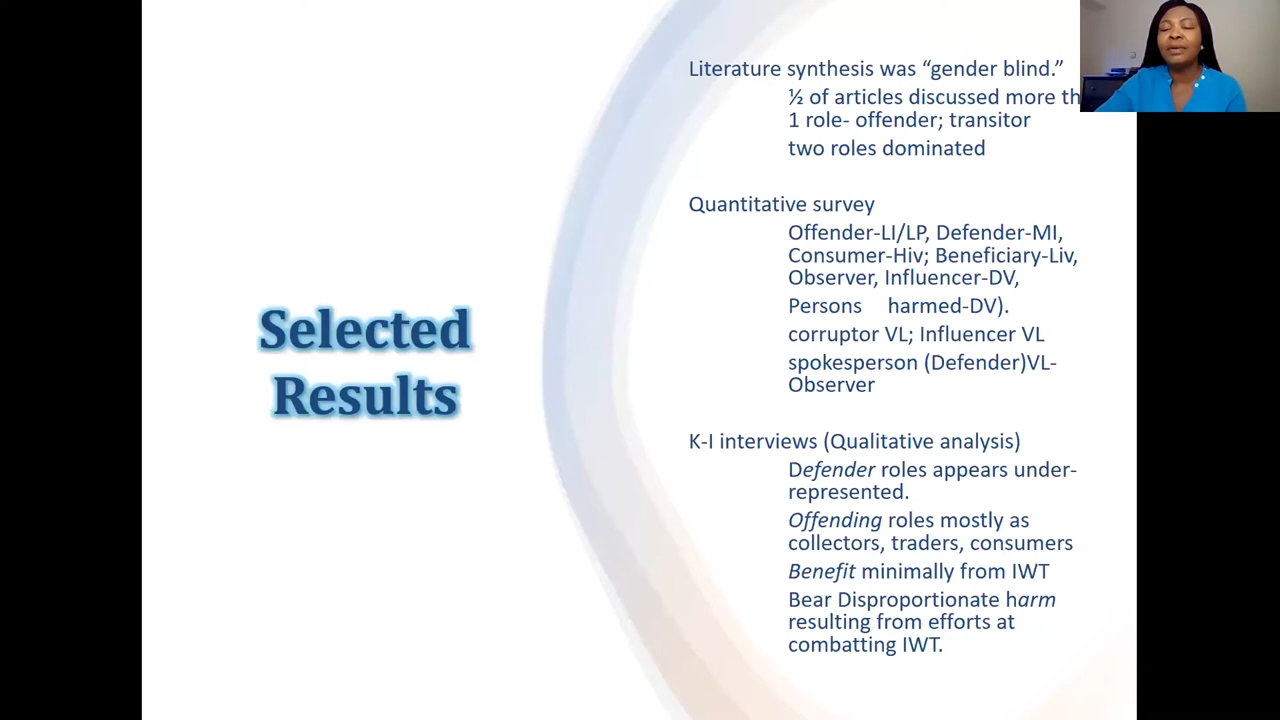 Selected
Results
Literature synthesis was “gender blind.”
½ of articles discussed more
1 role- offender; transitor
two roles dominated
Quantitative survey
Offender-LI/LP, Defender-MI,
Consumer-Hiv; Beneficiary-Liv,
Observer, Influencer-DV,
Persons harmed-DV).
corruptor VL; Influencer VL
spokesperson (Defender)VL-
Observer
K-I interviews (Qualitative analysis)
Defender roles appears under-
represented.
Offending roles mostly as
collectors, traders, consumers
Benefit minimally from IWT
Bear Disproportionate harm
resulting from efforts at
combatting IWT.